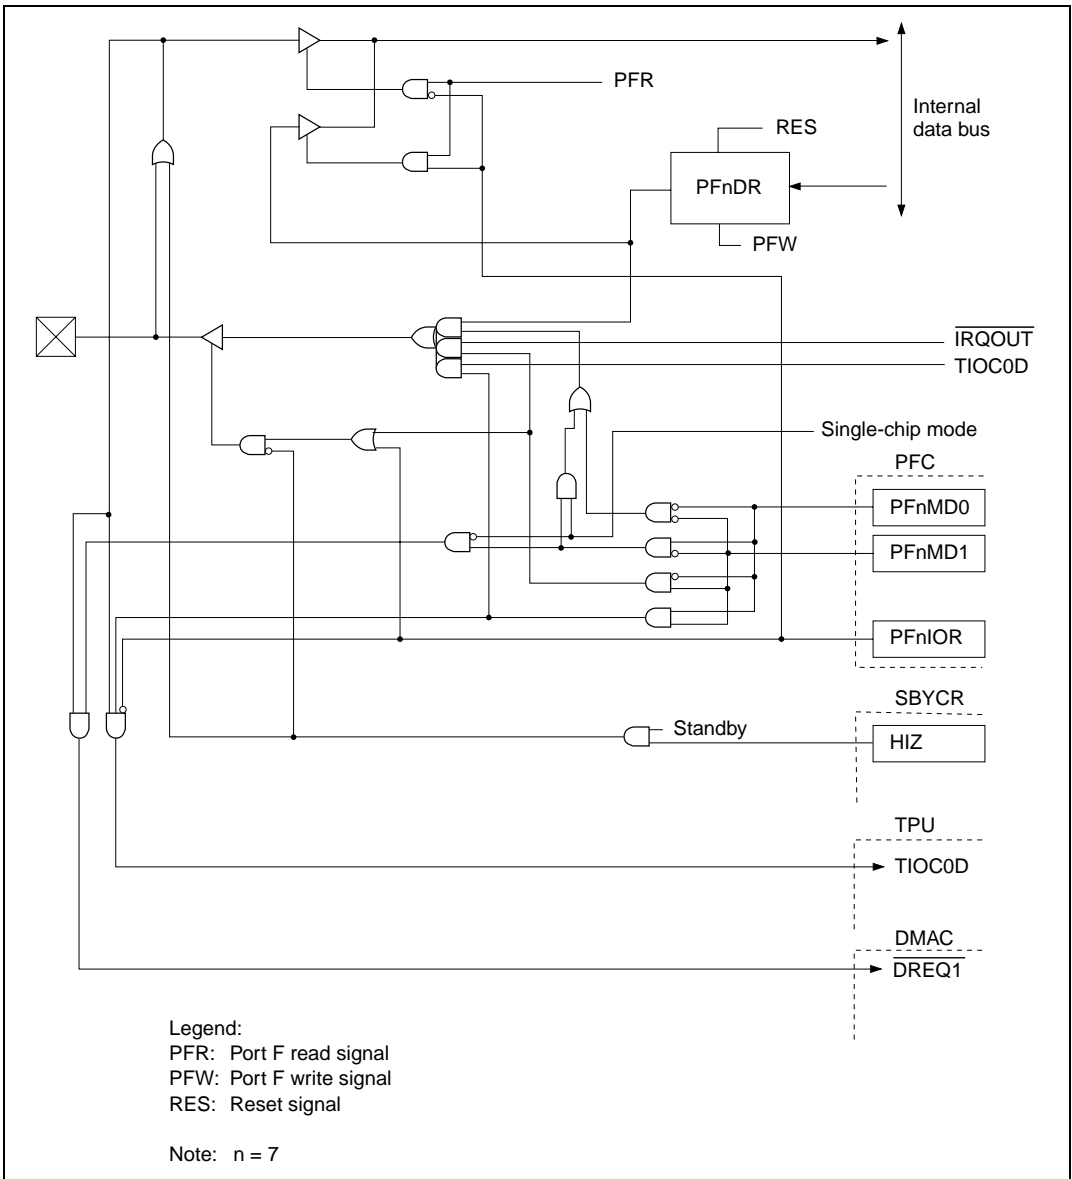 PFR
Internal
data bus
RES
PFnDR
PFW
IRQOUT
TIOC0D
Single-chip mode
PFC
PFnMD0
PFnMD1
PFnIOR
SBYCR
Standby
HIZ
TPU
TIOC0D
DMAC
DREQ1
Legend:
PFR: Port F read signal
PFW: Port F write signal
RES: Reset signal
Note: n = 7